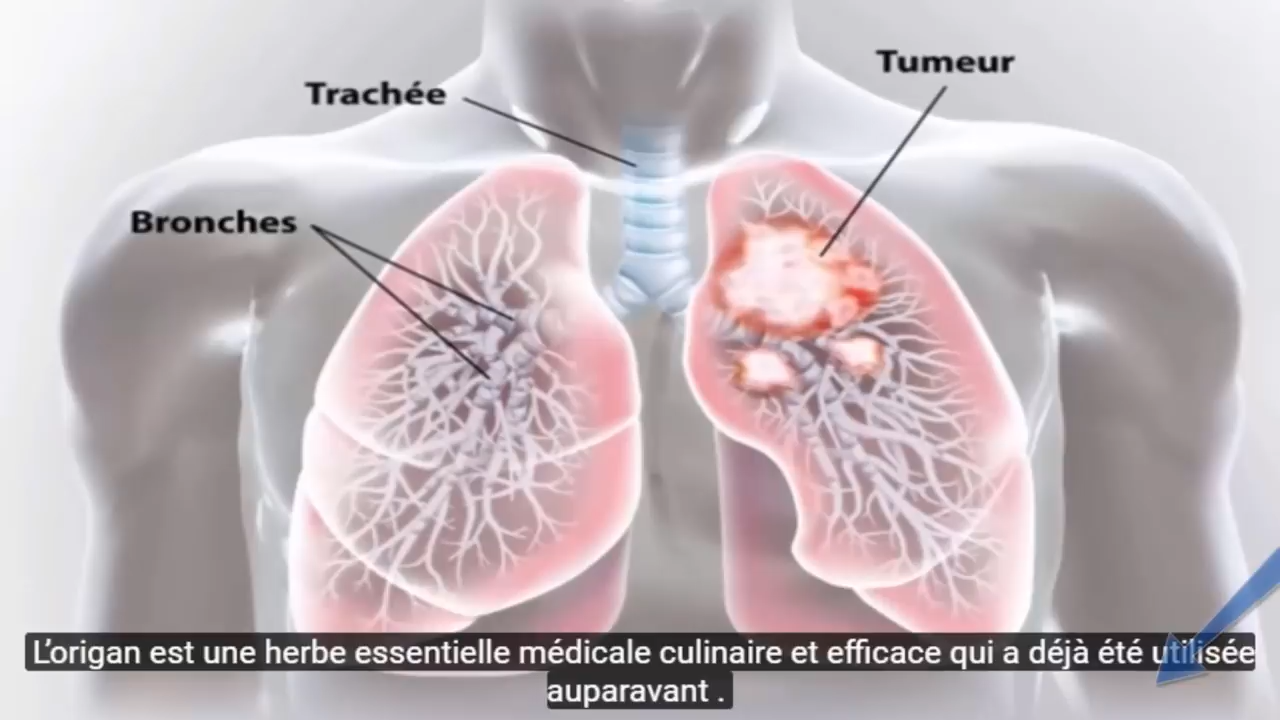 Tumeur
Trachée
Bronches
L'origan est une herbe essentielle médicale culinaire et efficace qui a déjà été utilisée
auparavant .